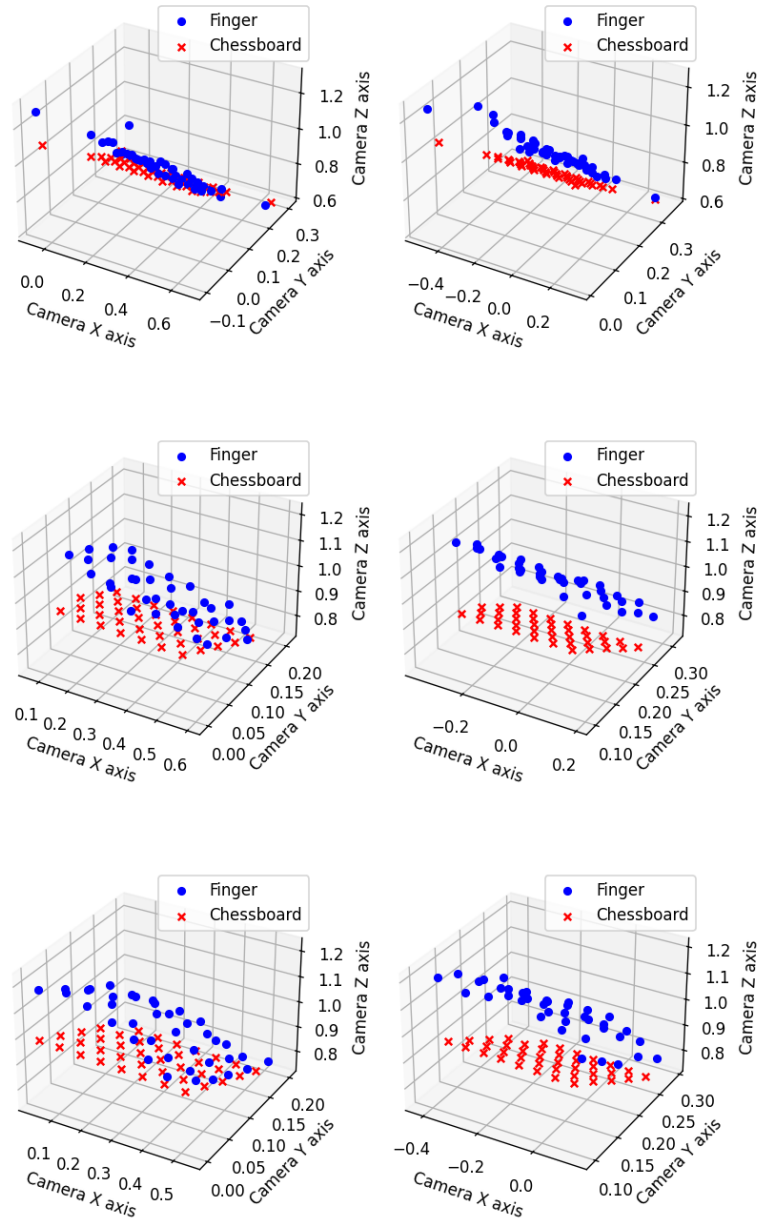 Finger
Chessboard
Camera Z axis
1.2
1.0
0.8
0.6
0.3
0.2
0.1
0.0
−0.1
Camera Y axis
0.0
0.2
0.4
0.6
Camera X axis
Finger
Chessboard
Camera Z axis
1.2
1.0
0.8
0.6
0.3
0.2
0.1
0.0
Camera Y axis
−0.4
−0.2
0.0
0.2
Camera X axis
Finger
Chessboard
Camera Z axis
1.2
1.1
1.0
0.9
0.8
0.20
0.15
0.10
0.05
0.00
Camera Y axis
0.1
0.2
0.3
0.4
0.5
0.6
Camera X axis
Finger
Chessboard
Camera Z axis
1.2
1.1
1.0
0.9
0.8
0.30
0.25
0.20
0.15
0.10
Camera Y axis
−0.2
0.0
0.2
Camera X axis
Finger
Chessboard
Camera Z axis
1.2
1.1
1.0
0.9
0.8
0.20
0.15
0.10
0.05
0.00
Camera Y axis
0.1
0.2
0.3
0.4
0.5
Camera X axis
Finger
Chessboard
Camera Z axis
1.2
1.1
1.0
0.9
0.8
0.30
0.25
0.20
0.15
0.10
Camera Y axis
−0.4
−0.2
0.0
Camera X axis